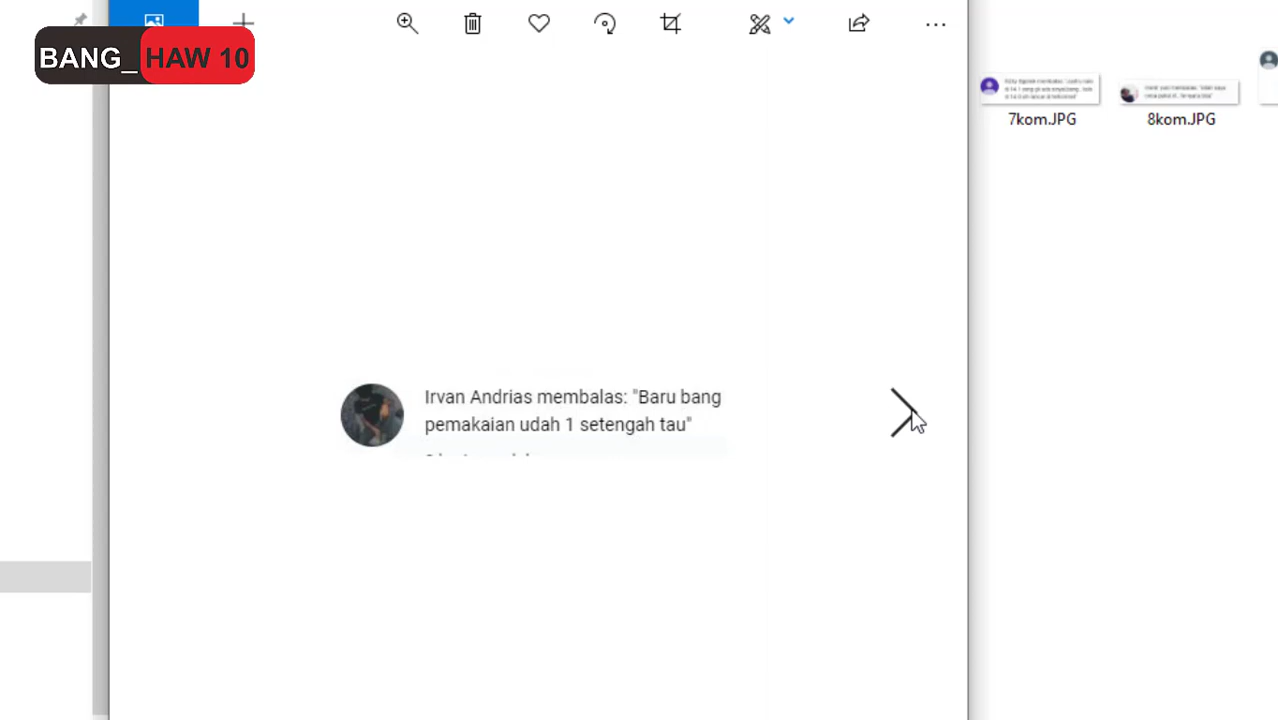 BANG_HAW 10
7kom.JPG
8kom.JPG
Irvan Andrias membalas: "Baru bang
pemakaian udah 1 setengah tau"